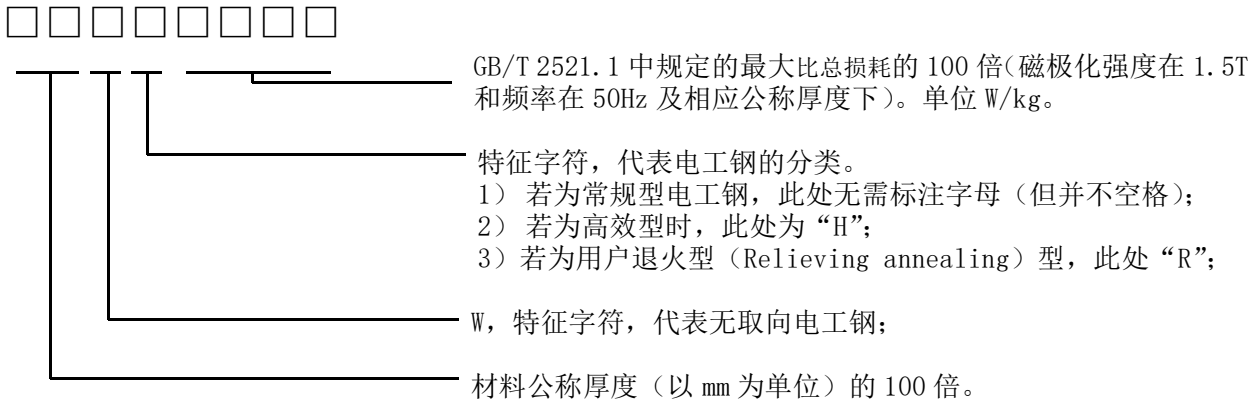 □□□□□□□□
GB/T 2521.1 中规定的最大比总损耗的 100 倍(磁极化强度在 1.5T
和频率在 50Hz 及相应公称厚度下)。单位 W/kg。
特征字符，代表电工钢的分类。
1） 若为常规型电工钢，此处无需标注字母（但并不空格）；
2） 若为高效型时，此处为“H”；
3）若为用户退火型（Relieving annealing）型，此处“R”；
W，特征字符，代表无取向电工钢；
材料公称厚度（以 mm 为单位）的 100 倍。